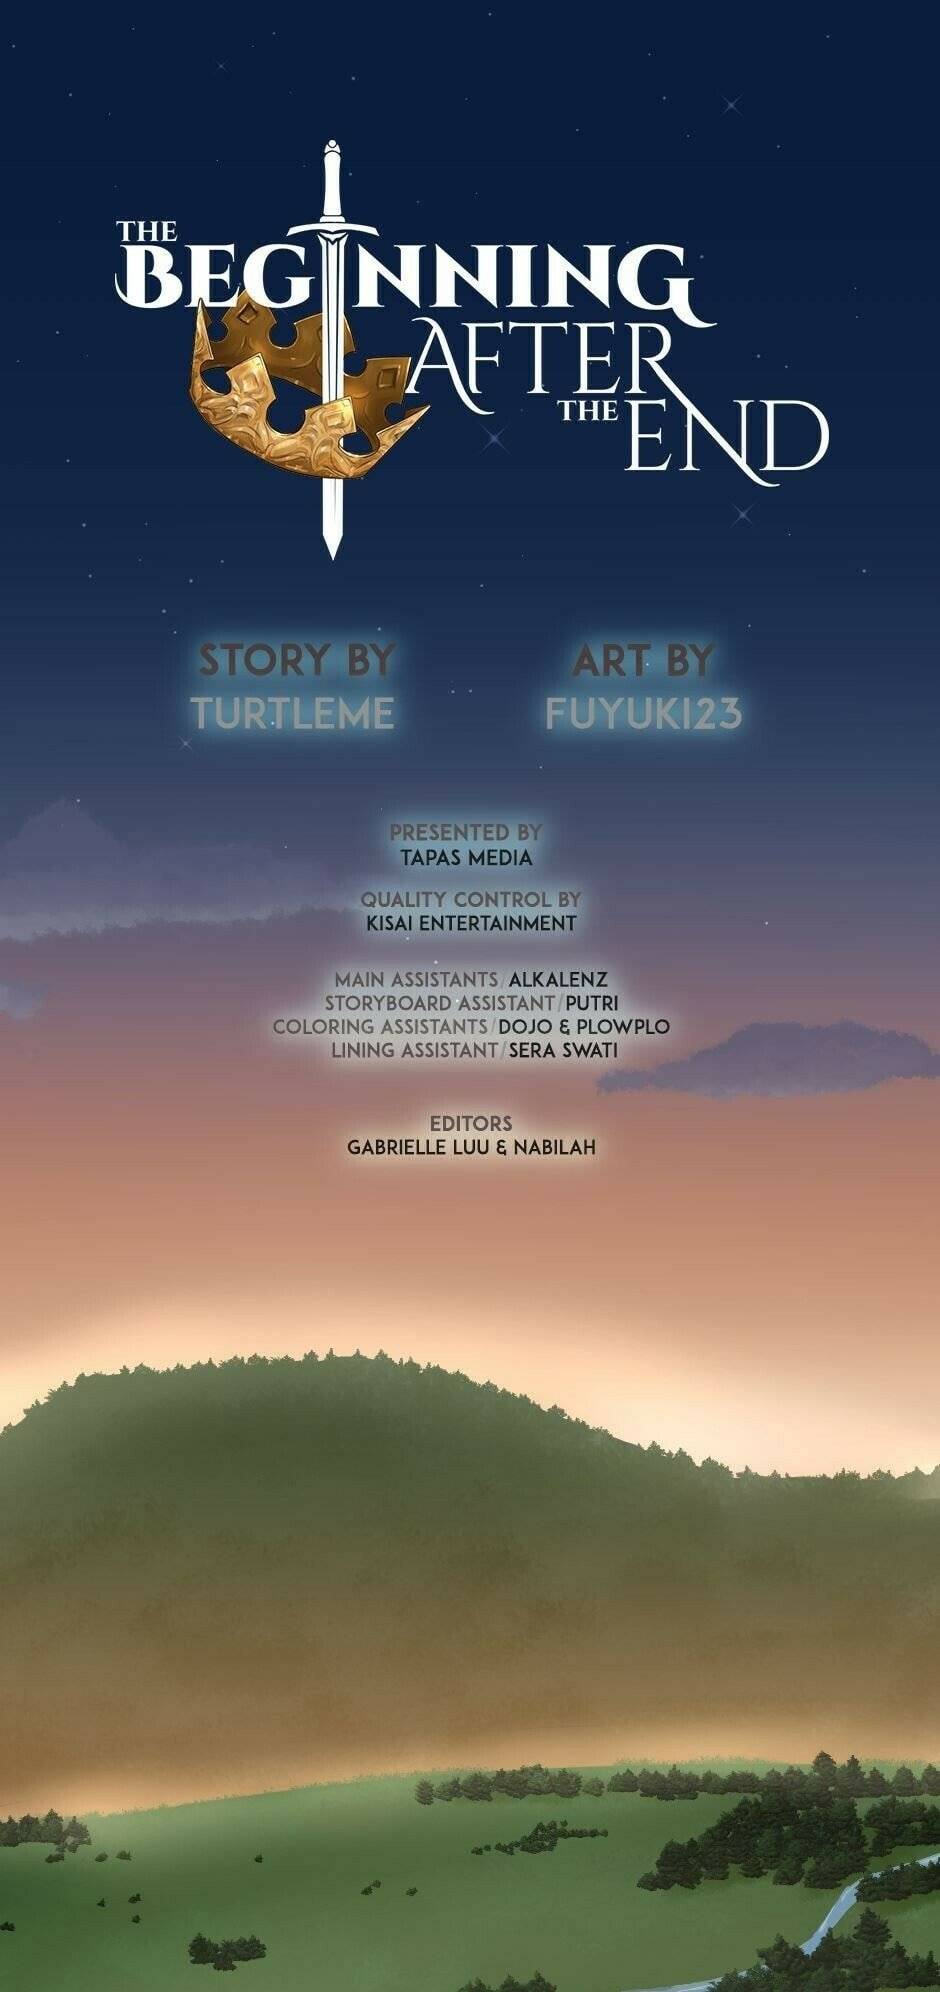 THE
BEGINNING
AFTER
THE END
STORY BY
TURTLEME
ART BY
FUYUKI23
PRESENTED BY
TAPAS MEDIA
QUALITY CONTROL BY
KISAI ENTERTAINMENT
MAIN ASSISTANTS/ALKALENZ
STORYBOARD ASSISTANT/PUTRI
COLORING ASSISTANTS/DOJO & PLOWPLO
LINING ASSISTANT/SERA SWATI
EDITORS
GABRIELLE LUU & NABILAH